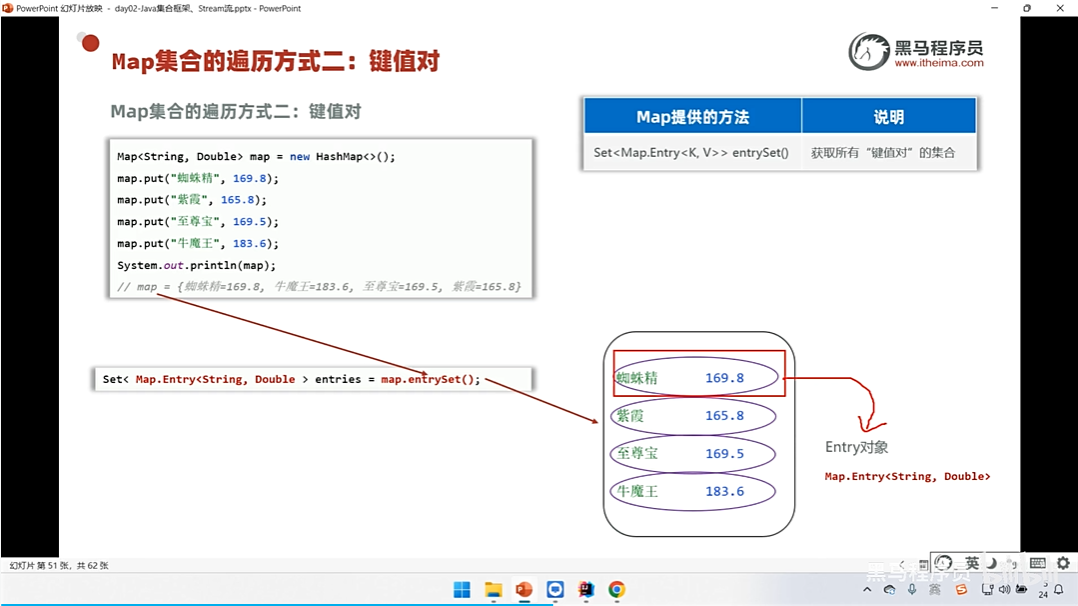 PowerPoint 幻灯片放映 - day02-Java集合框架、Stream流.pptx - PowerPoint
Map集合的遍历方式二：键值对
黑马程序员
www.itheima.com
Map集合的遍历方式二：键值对
Map提供的方法 说明
Set<Map.Entry<K, V>> entrySet() 获取所有“键值对”的集合
Map<String, Double> map = new HashMap<>();
map.put("蜘蛛精", 169.8);
map.put("紫霞", 165.8);
map.put("至尊宝", 169.5);
map.put("牛魔王", 183.6);
System.out.println(map);
// map = {蜘蛛精=169.8, 牛魔王=183.6, 至尊宝=169.5, 紫霞=165.8}
Set< Map.Entry<String, Double > entries = map.entrySet();
蜘蛛精 169.8
紫霞 165.8
至尊宝 169.5
牛魔王 183.6
Entry对象
Map.Entry<String, Double>
幻灯片 第 51 张，共 62 张
英
黑马程序员 bilibili
英
24